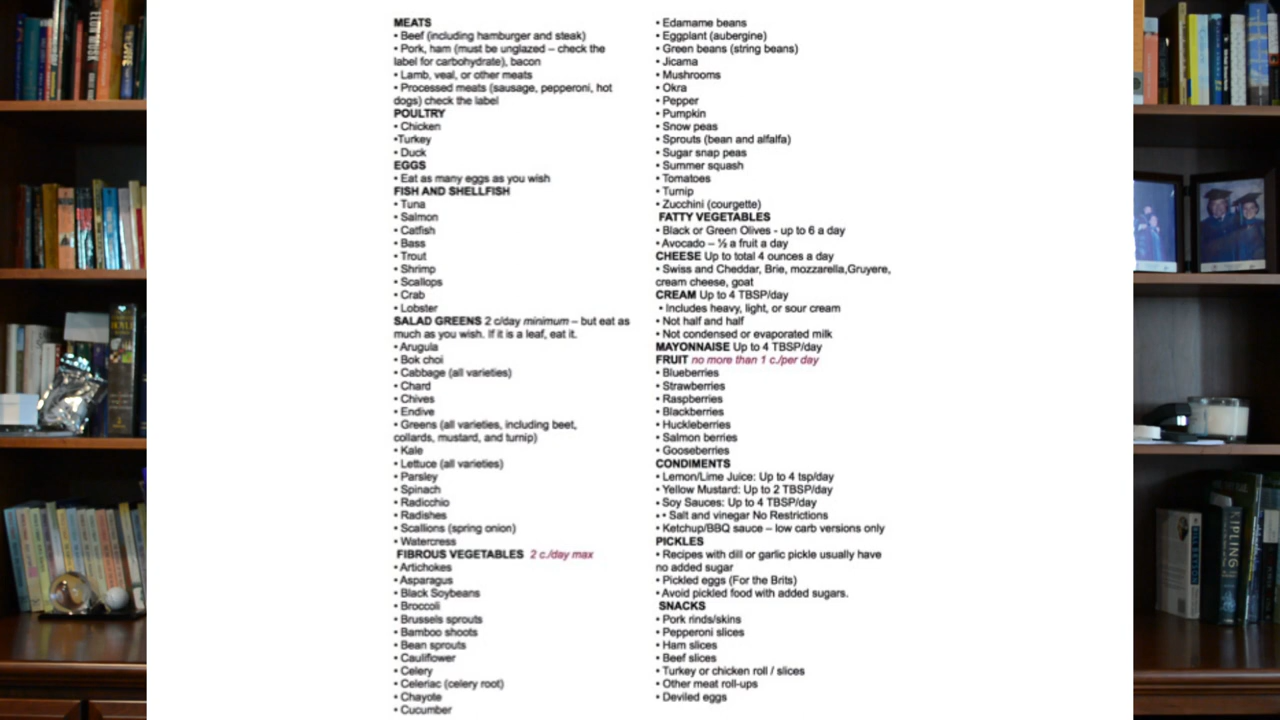 MEATS
• Beef (including hamburger and steak)
• Pork, ham (must be unglazed – check the
label for carbohydrate), bacon
• Lamb, veal, or other meats
• Processed meats (sausage, pepperoni, hot
dogs) check the label
POULTRY
• Chicken
•Turkey
• Duck
EGGS
• Eat as many eggs as you wish
FISH AND SHELLFISH
• Tuna
• Salmon
• Catfish
• Bass
• Trout
• Shrimp
• Scallops
• Crab
• Lobster
SALAD GREENS 2 c/day minimum – but eat as
much as you wish. If it is a leaf, eat it.
• Arugula
• Bok choi
• Cabbage (all varieties)
• Chard
• Chives
• Endive
• Greens (all varieties, including beet,
collards, mustard, and turnip)
• Kale
• Lettuce (all varieties)
• Parsley
• Spinach
• Radicchio
• Radishes
• Scallions (spring onion)
• Watercress
FIBROUS VEGETABLES 2 c./day max
• Artichokes
• Asparagus
• Black Soybeans
• Broccoli
• Brussels sprouts
• Bamboo shoots
• Bean sprouts
• Cauliflower
• Celery
• Celeriac (celery root)
• Chayote
• Cucumber
• Edamame beans
• Eggplant (aubergine)
• Green beans (string beans)
• Jicama
• Mushrooms
• Okra
• Pepper
• Pumpkin
• Snow peas
• Sprouts (bean and alfalfa)
• Sugar snap peas
• Summer squash
• Tomatoes
• Turnip
• Zucchini (courgette)
FATTY VEGETABLES
• Black or Green Olives - up to 6 a day
• Avocado – ½ a fruit a day
CHEESE Up to total 4 ounces a day
• Swiss and Cheddar, Brie, mozzarella,Gruyere,
cream cheese, goat
CREAM Up to 4 TBSP/day
• Includes heavy, light, or sour cream
• Not half and half
• Not condensed or evaporated milk
MAYONNAISE Up to 4 TBSP/day
FRUIT no more than 1 c./per day
• Blueberries
• Strawberries
• Raspberries
• Blackberries
• Huckleberries
• Salmon berries
• Gooseberries
CONDIMENTS
• Lemon/Lime Juice: Up to 4 tsp/day
• Yellow Mustard: Up to 2 TBSP/day
• Soy Sauces: Up to 4 TBSP/day
• • Salt and vinegar No Restrictions
• Ketchup/BBQ sauce – low carb versions only
PICKLES
• Recipes with dill or garlic pickle usually have
no added sugar
• Pickled eggs (For the Brits)
• Avoid pickled food with added sugars.
SNACKS
• Pork rinds/skins
• Pepperoni slices
• Ham slices
• Beef slices
• Turkey or chicken roll / slices
• Other meat roll-ups
• Deviled eggs
KIPLING